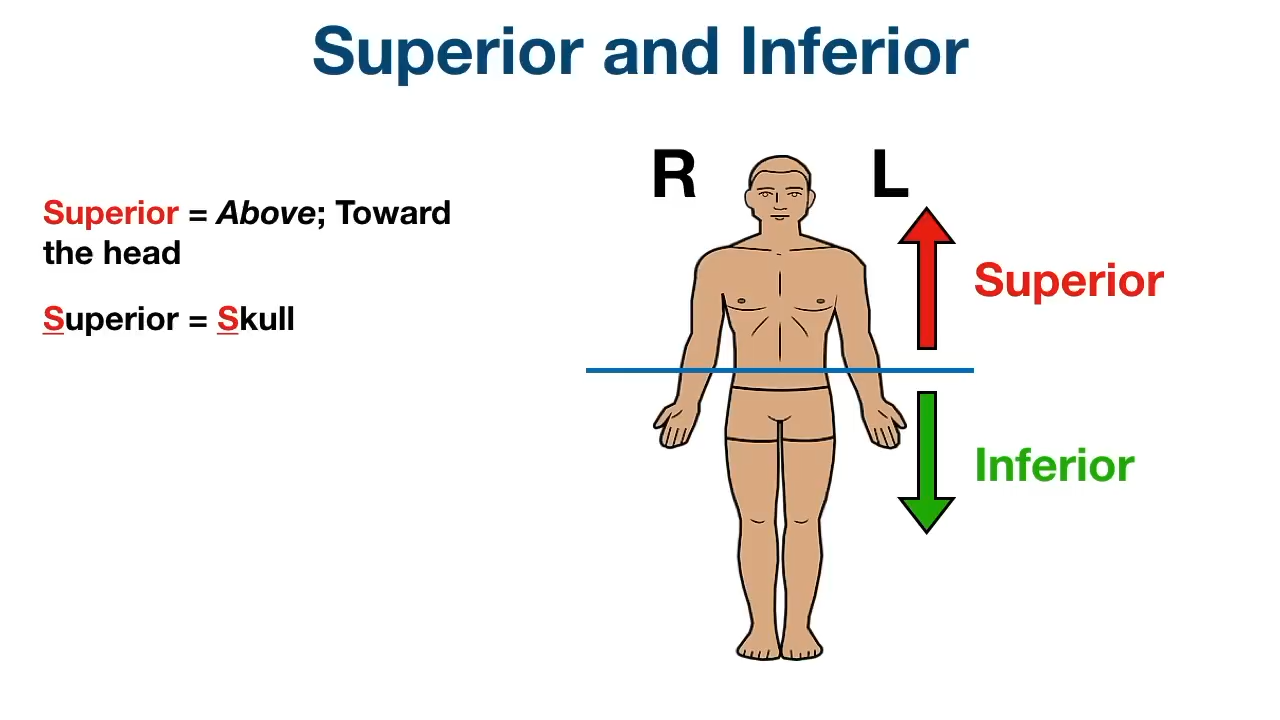 Superior and Inferior
Superior = Above; Toward
the head
Superior = Skull
R
L
Superior
Inferior